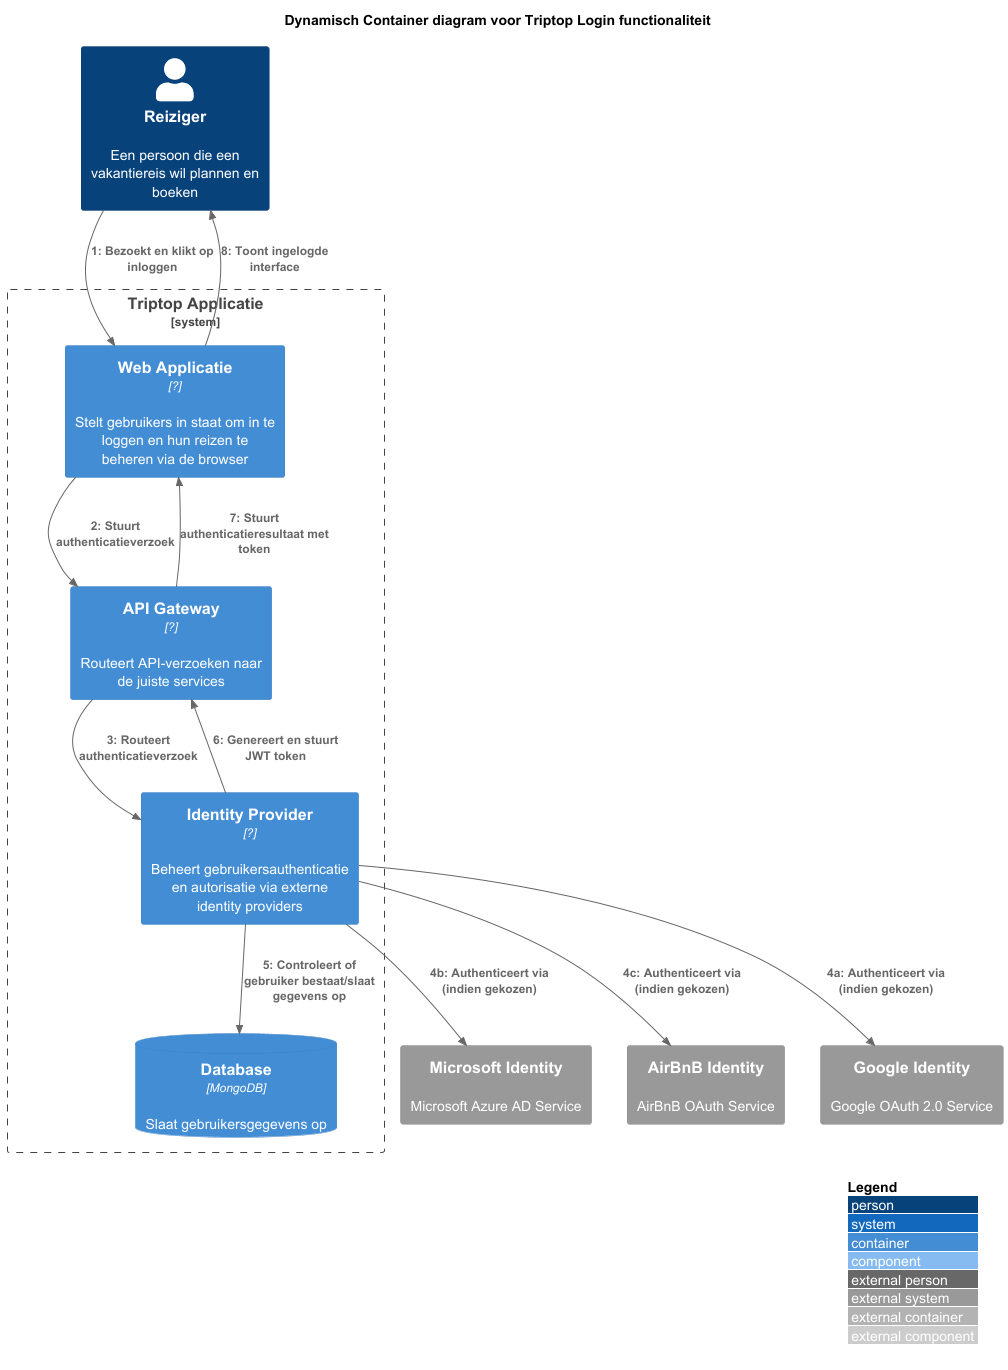 Dynamisch Container diagram voor Triptop Login functionaliteit
Reiziger
Een persoon die een
vakantiereis wil plannen en
boeken
1: Bezoekt en klikt op
inloggen
8: Toont ingelogde
interface
Triptop Applicatie
[system]
Web Applicatie
[?]
Stelt gebruikers in staat om in te
loggen en hun reizen te
beheren via de browser
2: Stuurt
authenticatieverzoek
7: Stuurt
authenticatieresultaat met
token
API Gateway
[?]
Routeert API-verzoeken naar
de juiste services
3: Routeert
authenticatieverzoek
6: Genereert en stuurt
JWT token
Identity Provider
[?]
Beheert gebruikersauthenticatie
en autorisatie via externe
identity providers
5: Controleert of
gebruiker bestaat/slaat
gegevens op
4b: Authenticeert via
(indien gekozen)
4c: Authenticeert via
(indien gekozen)
4a: Authenticeert via
(indien gekozen)
Database
[MongoDB]
Slaat gebruikersgegevens op
Microsoft Identity
Microsoft Azure AD Service
AirBnB Identity
AirBnB OAuth Service
Google Identity
Google OAuth 2.0 Service
Legend
person
system
container
component
external person
external system
external container
external component